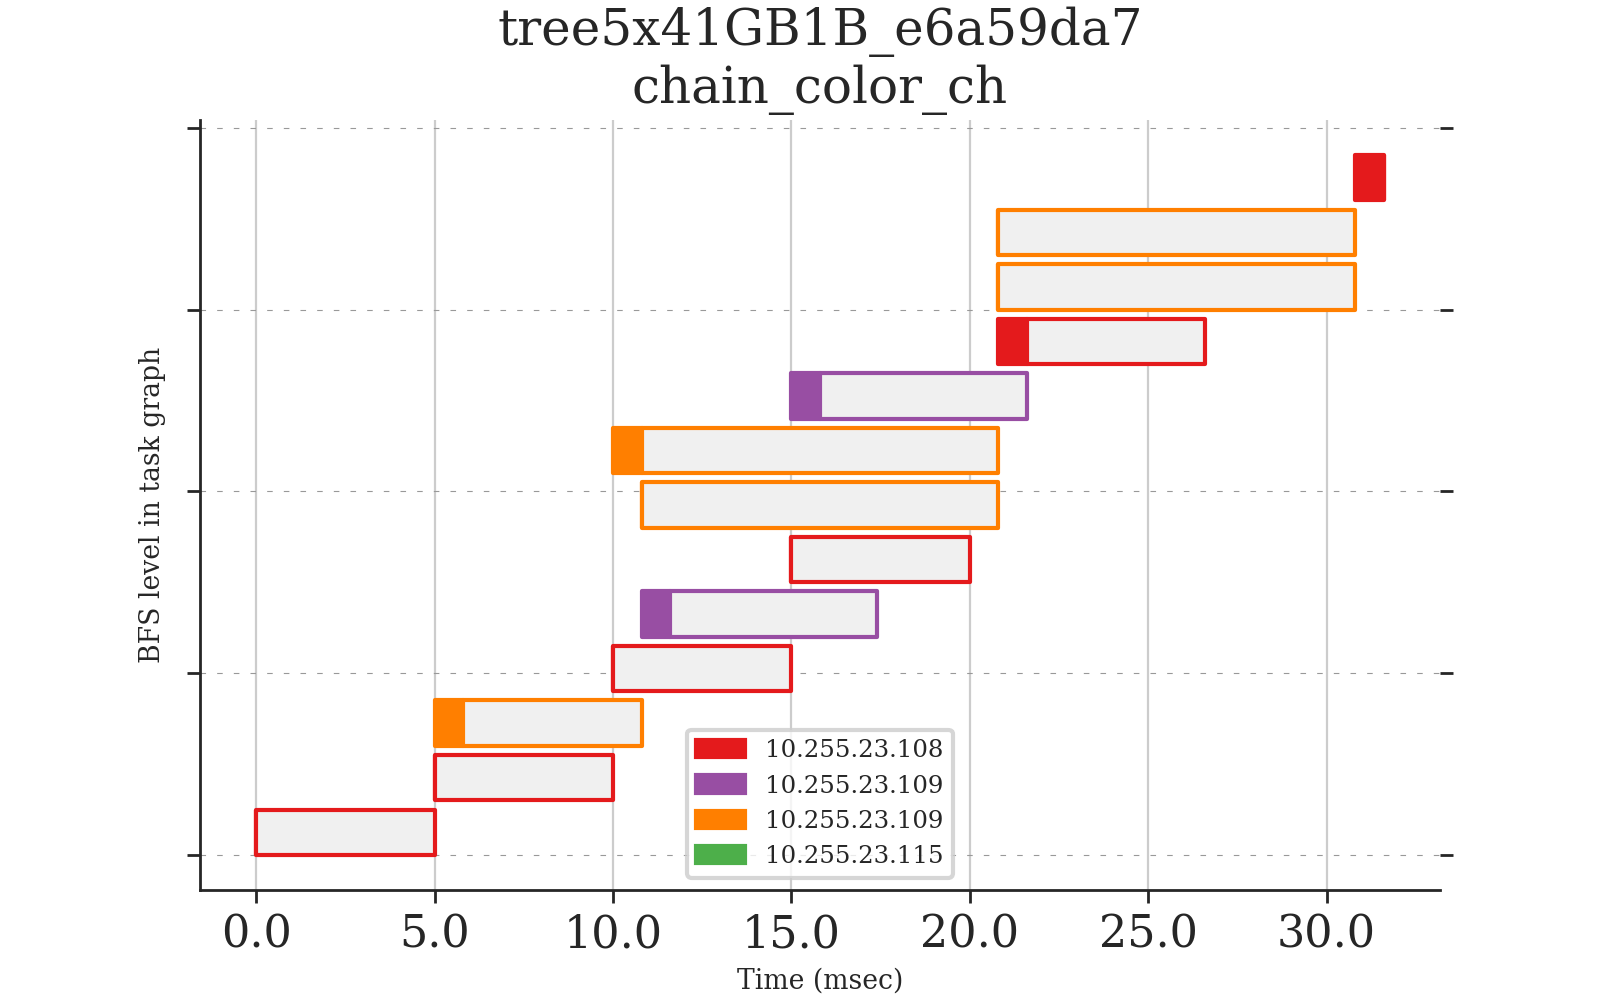 tree5x41GB1B_e6a59da7
chain_color_ch
BFS level in task graph
10.255.23.108
10.255.23.109
10.255.23.109
10.255.23.115
0.0 5.0 10.0 15.0 20.0 25.0 30.0
Time (msec)